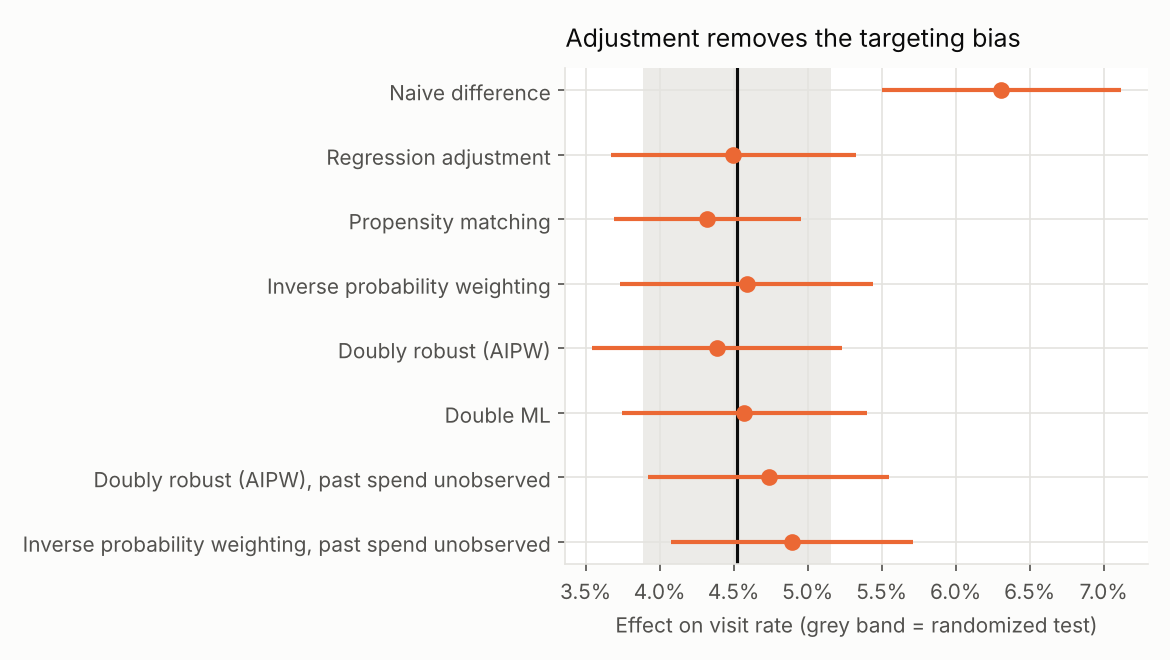 Adjustment removes the targeting bias
Naive difference
Regression adjustment
Propensity matching
Inverse probability weighting
Doubly robust (AIPW)
Double ML
Doubly robust (AIPW), past spend unobserved
Inverse probability weighting, past spend unobserved
3.5% 4.0% 4.5% 5.0% 5.5% 6.0% 6.5% 7.0%
Effect on visit rate (grey band = randomized test)